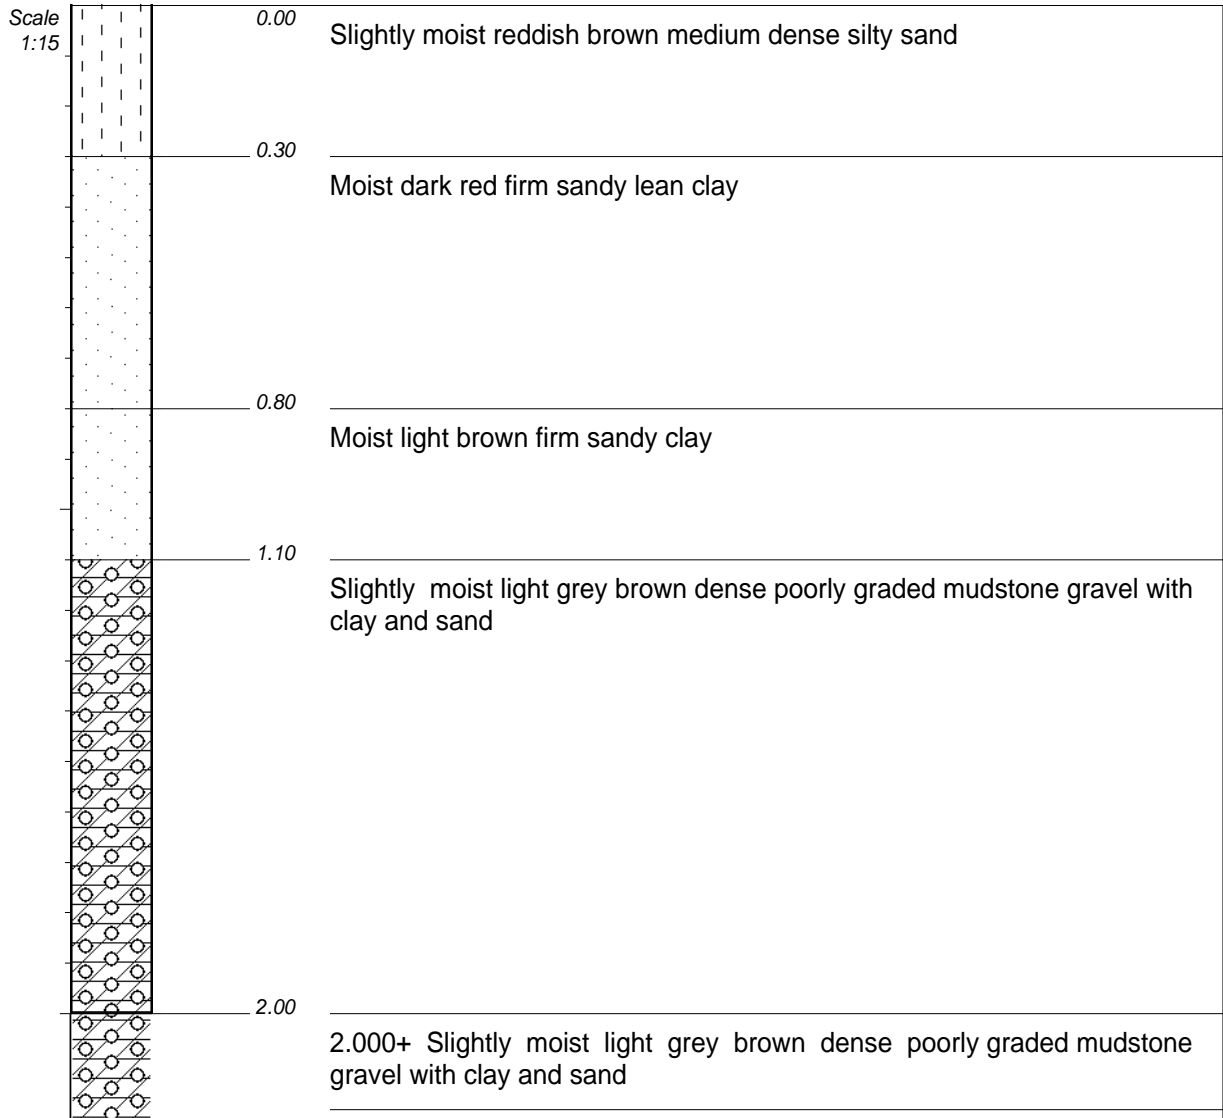 Scale
1:15
0.00
Slightly moist reddish brown medium dense silty sand
0.30
Moist dark red firm sandy lean clay
0.80
Moist light brown firm sandy clay
1.10
Slightly moist light grey brown dense poorly graded mudstone gravel with
clay and sand
2.00
2.000+ Slightly moist light grey brown dense poorly graded mudstone
gravel with clay and sand